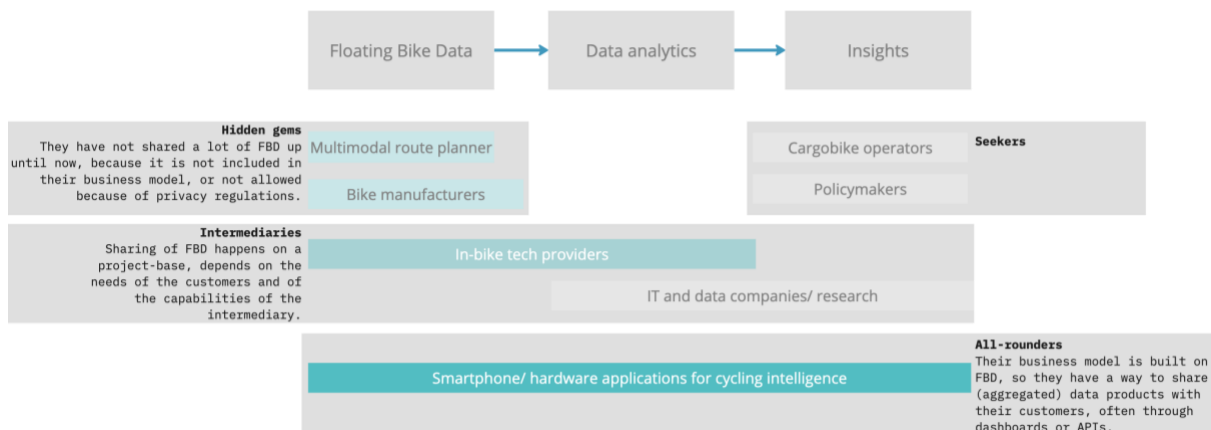 Floating Bike Data
Data analytics
Insights
Hidden gems
They have not shared a lot of FBD up
until now, because it is not included in
their business model, or not allowed
because of privacy regulations.
Multimodal route planner
Bike manufacturers
Cargobike operators
Policymakers
Seekers
Intermediaries
Sharing of FBD happens on a
project-base, depends on the
needs of the customers and of
the capabilities of the
intermediary.
In-bike tech providers
IT and data companies/ research
Smartphone/ hardware applications for cycling intelligence
All-rounders
Their business model is built on
FBD, so they have a way to share
(aggregated) data products with
their customers, often through
dashboards or APIs.